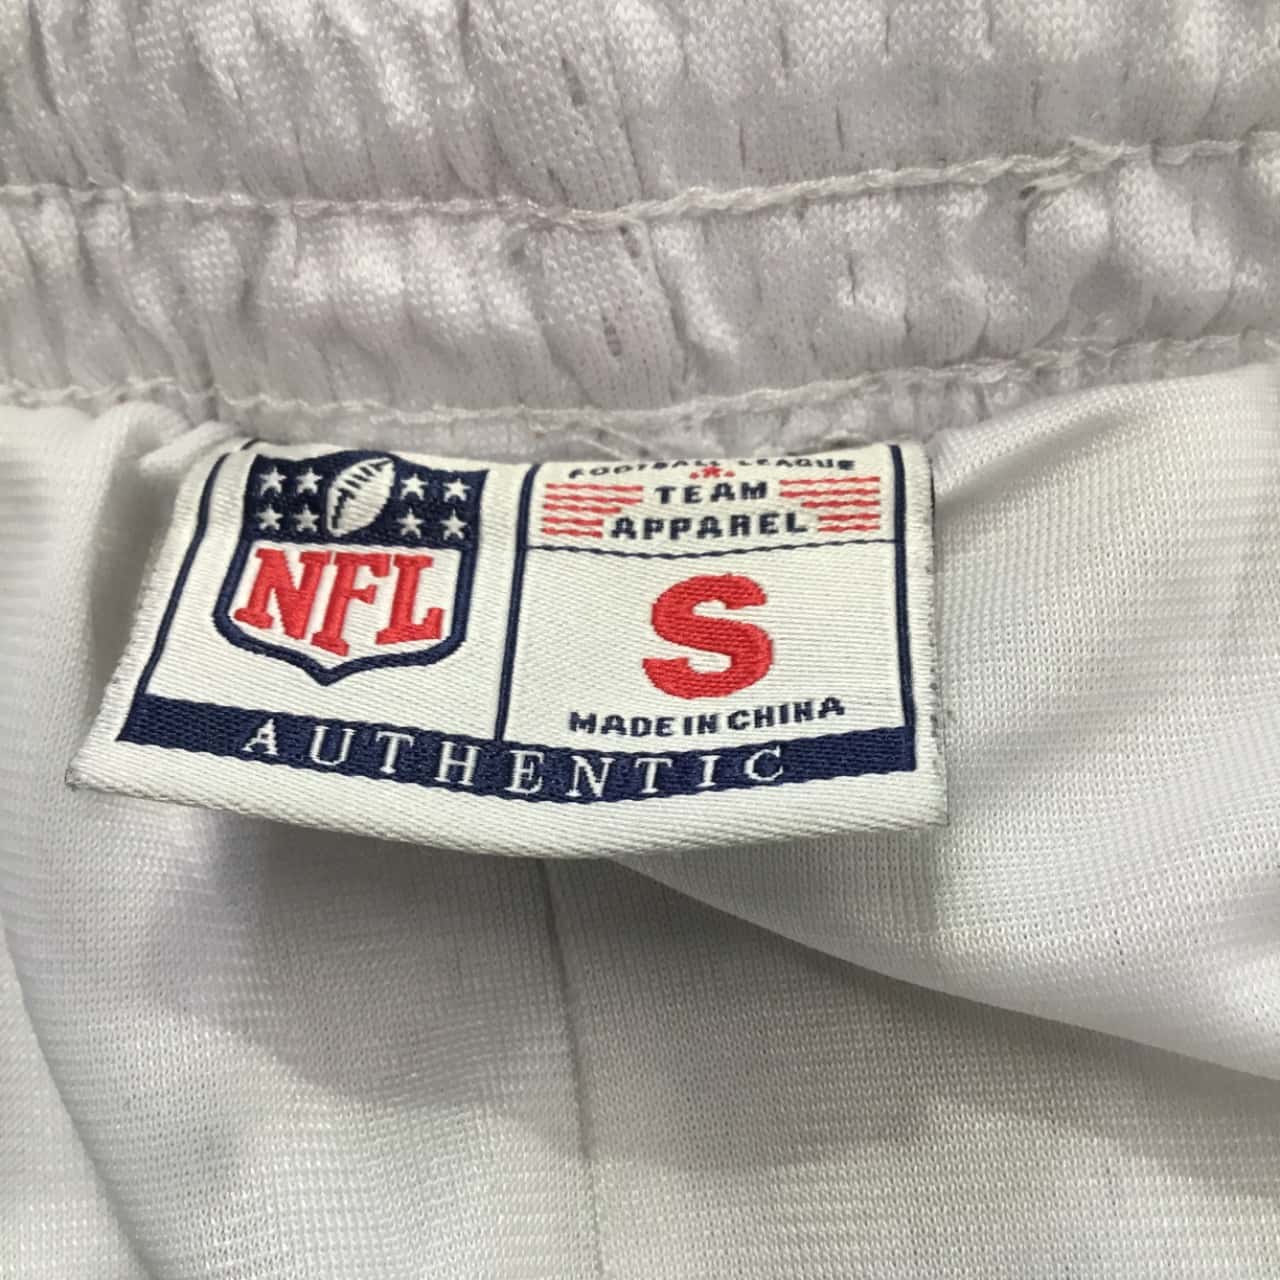 NFL
FOOTBALL LEAGUE
TEAM
APPAREL
S
MADE IN CHINA
AUTHENTIC